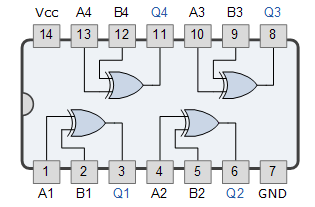 Vcc A4 B4 Q4 A3 B3 Q3
14 13 12 11 10 9 8
1 2 3 4 5 6 7
A1 B1 Q1 A2 B2 Q2 GND